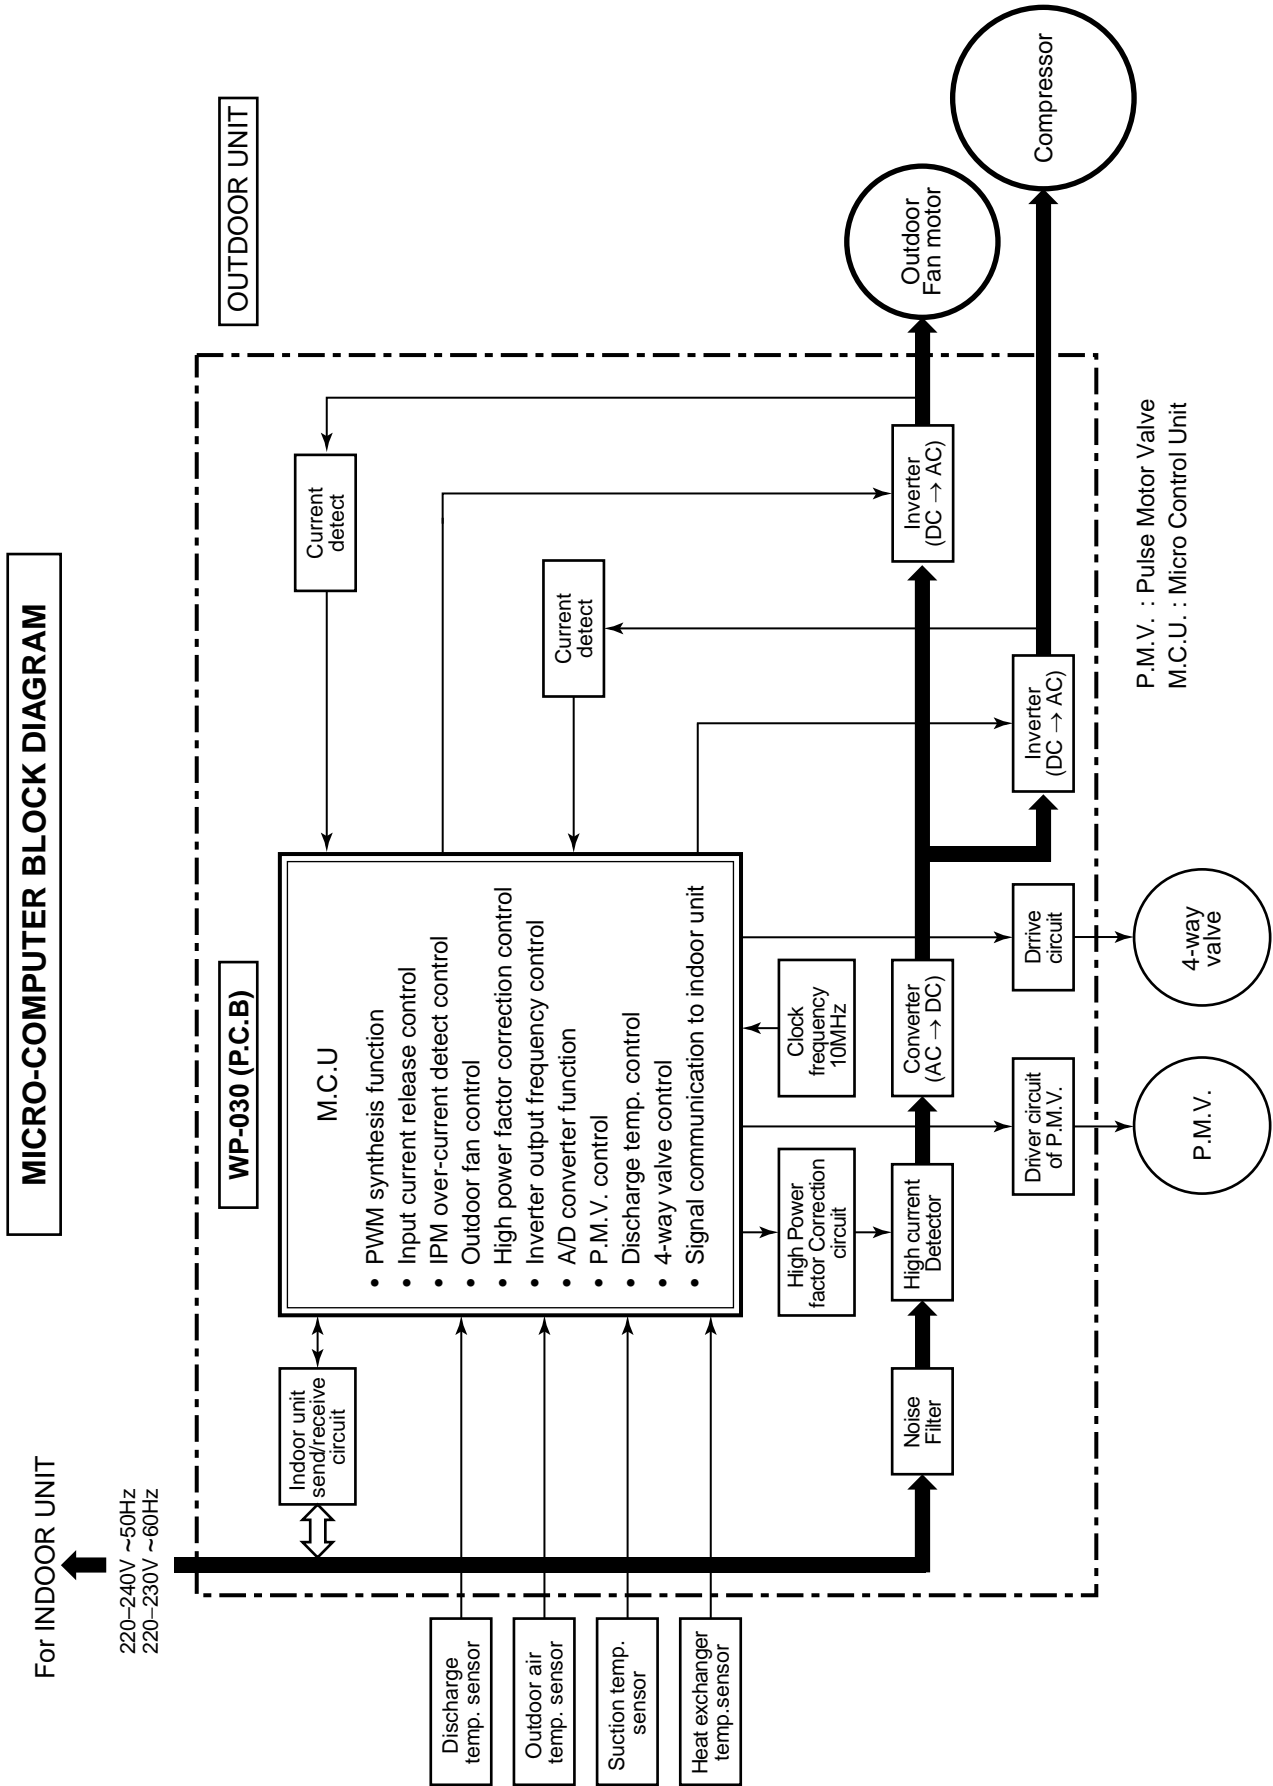 MICRO-COMPUTER BLOCK DIAGRAM
For INDOOR UNIT
220–240V ~50Hz
220–230V ~60Hz
WP-030 (P.C.B)
OUTDOOR UNIT
Indoor unit
send/receive
circuit
M.C.U
• PWM synthesis function
• Input current release control
• IPM over-current detect control
• Outdoor fan control
• High power factor correction control
• Inverter output frequency control
• A/D converter function
• P.M.V. control
• Discharge temp. control
• 4-way valve control
• Signal communication to indoor unit
Current
detect
Current
detect
Discharge
temp. sensor
Outdoor air
temp. sensor
Suction temp.
sensor
Heat exchanger
temp.sensor
High Power
factor Correction
circuit
Clock
frequency
10MHz
Noise
Filter
High current
Detector
Converter
(AC → DC)
Inverter
(DC → AC)
Outdoor
Fan motor
Driver circuit
of P.M.V.
Drrive
circuit
Inverter
(DC → AC)
Compressor
P.M.V.
4-way
valve
P.M.V. : Pulse Motor Valve
M.C.U. : Micro Control Unit